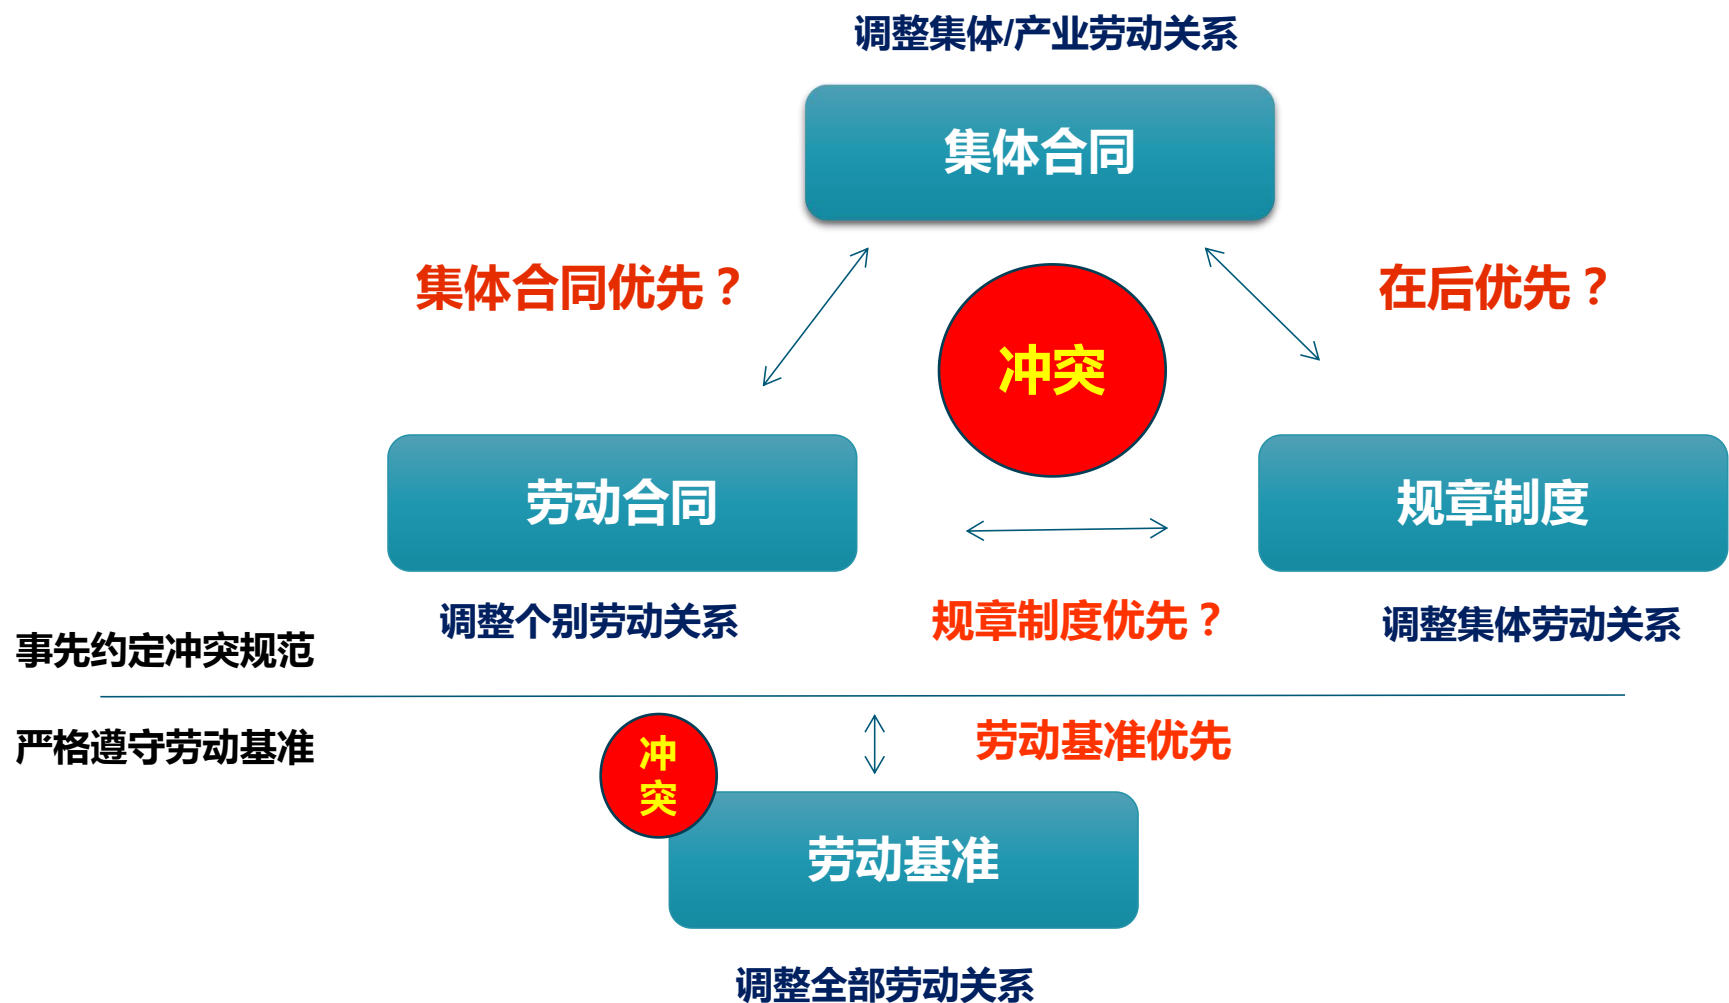 调整集体/产业劳动关系
集体合同
集体合同优先？
在后优先？
冲突
劳动合同
规章制度
调整个别劳动关系
规章制度优先？
调整集体劳动关系
事先约定冲突规范
严格遵守劳动基准
冲
突
劳动基准优先
劳动基准
调整全部劳动关系